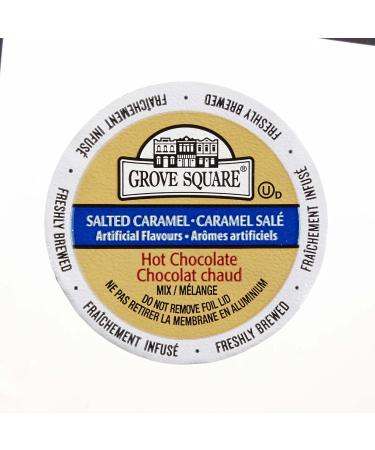 FRESHLY BREWED • FRAÎCHEMENT INFUSÉ • FRESHLY BREWED • FRAÎCHEMENT INFUSÉ • FRESHLY BREWED • FRAÎCHEMENT INFUSÉ •
GROVE SQUARE®
U D
SALTED CARAMEL • CARAMEL SALÉ
Artificial Flavours • Arômes artificiels
Hot Chocolate
Chocolat chaud
MIX / MÉLANGE
DO NOT REMOVE FOIL LID
NE PAS RETIRER LA MEMBRANE EN ALUMINIUM